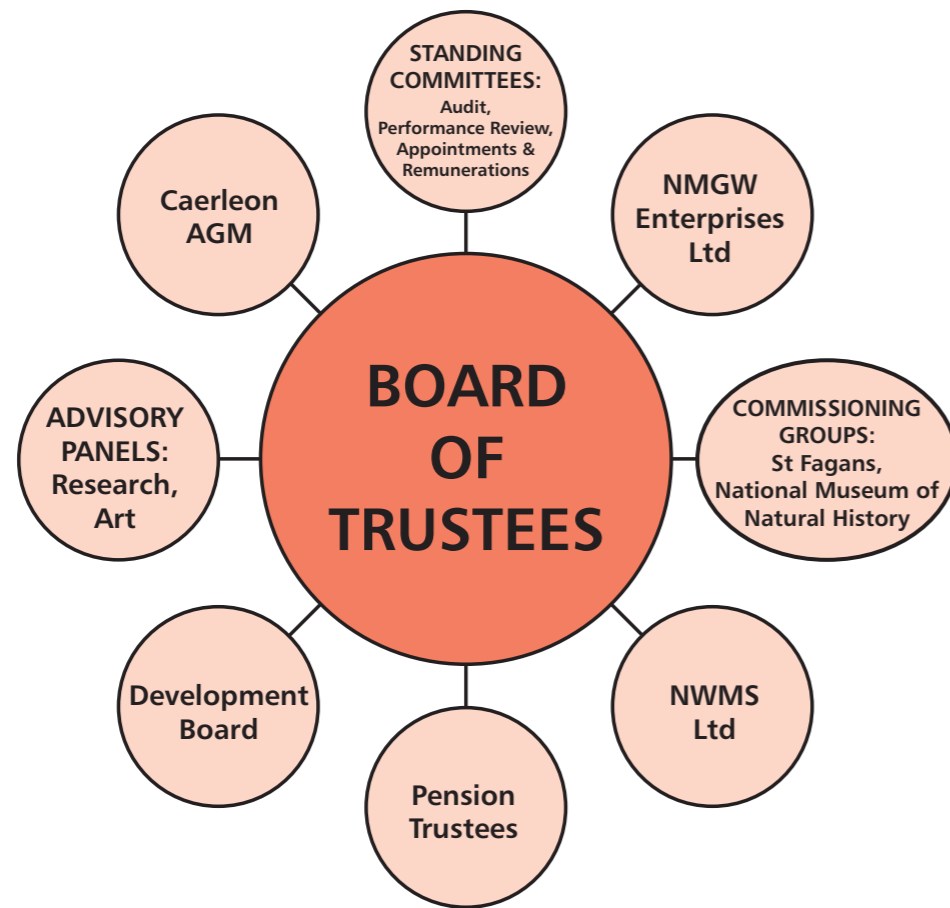 STANDING
COMMITTEES:
Audit,
Performance Review,
Appointments &
Remunerations
Caerleon
AGM
NMGW
Enterprises
Ltd
BOARD
OF
TRUSTEES
ADVISORY
PANELS:
Research,
Art
COMMISSIONING
GROUPS:
St Fagans,
National Museum of
Natural History
Development
Board
NWMS
Ltd
Pension
Trustees